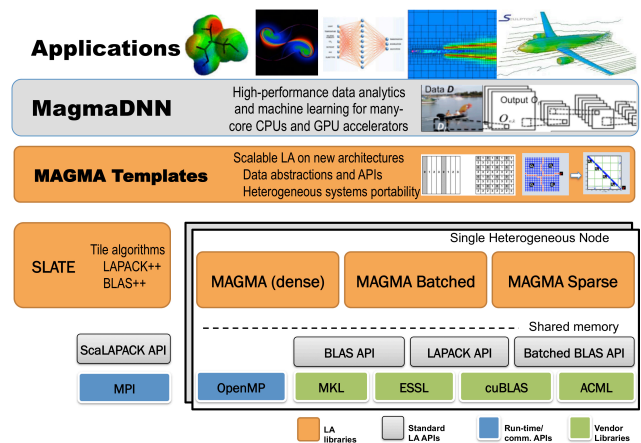 Applications
SCULPTOR
MagmaDNN
High-performance data analytics
and machine learning for many-
core CPUs and GPU accelerators
Data D
Output O
MAGMA Templates
Scalable LA on new architectures
Data abstractions and APIs
Heterogeneous systems portability
Single Heterogeneous Node
SLATE
Tile algorithms
LAPACK++
BLAS++
MAGMA (dense)
MAGMA Batched
MAGMA Sparse
Shared memory
ScaLAPACK API
BLAS API
LAPACK API
Batched BLAS API
MPI
OpenMP
MKL
ESSL
cuBLAS
ACML
LA
libraries
Standard
LA APIs
Run-time/
comm. APIs
Vendor
Libraries